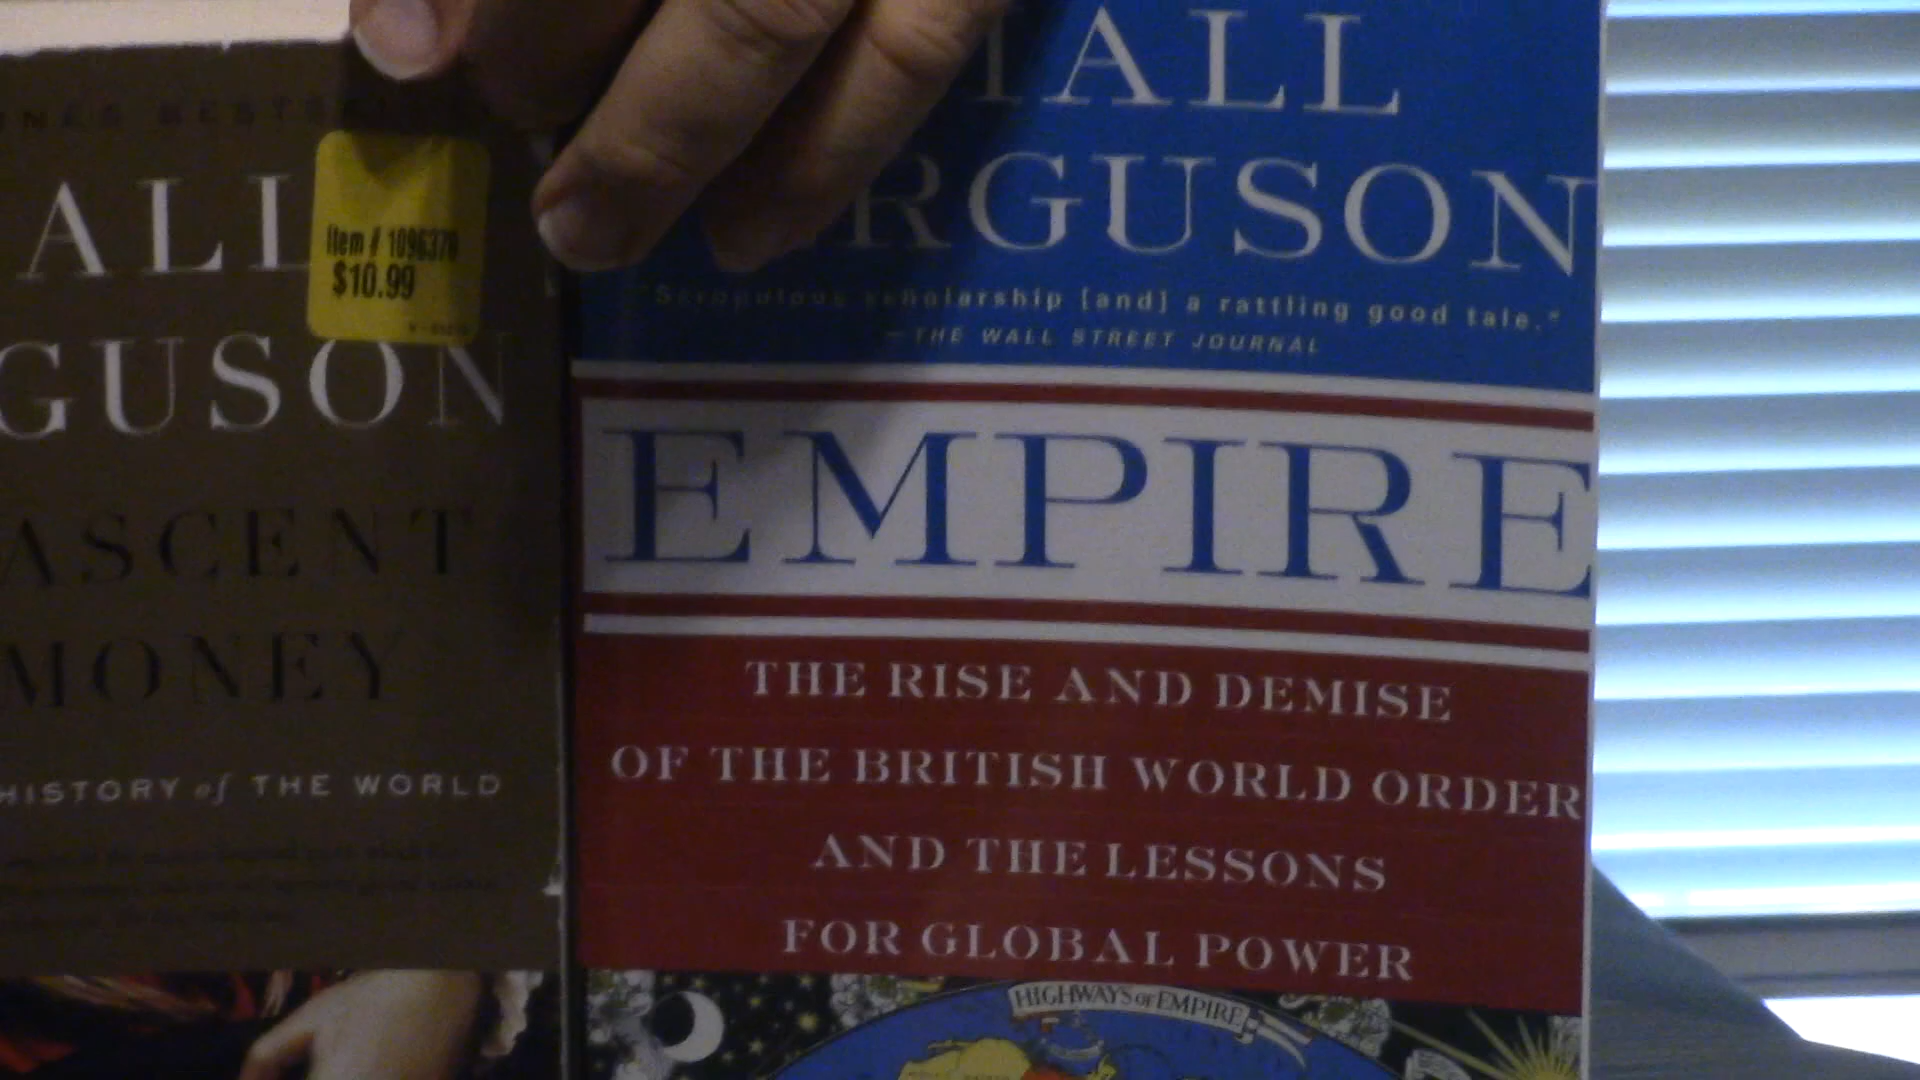 ALL
GUSON
ASCENT
MONEY
HISTORY of THE WORLD
Item # 1096370
$10.99
ALL
RGUSON
"Scrupulous scholarship [and] a rattling good tale."
—THE WALL STREET JOURNAL
EMPIRE
THE RISE AND DEMISE
OF THE BRITISH WORLD ORDER
AND THE LESSONS
FOR GLOBAL POWER
HIGHWAYS OF EMPIRE